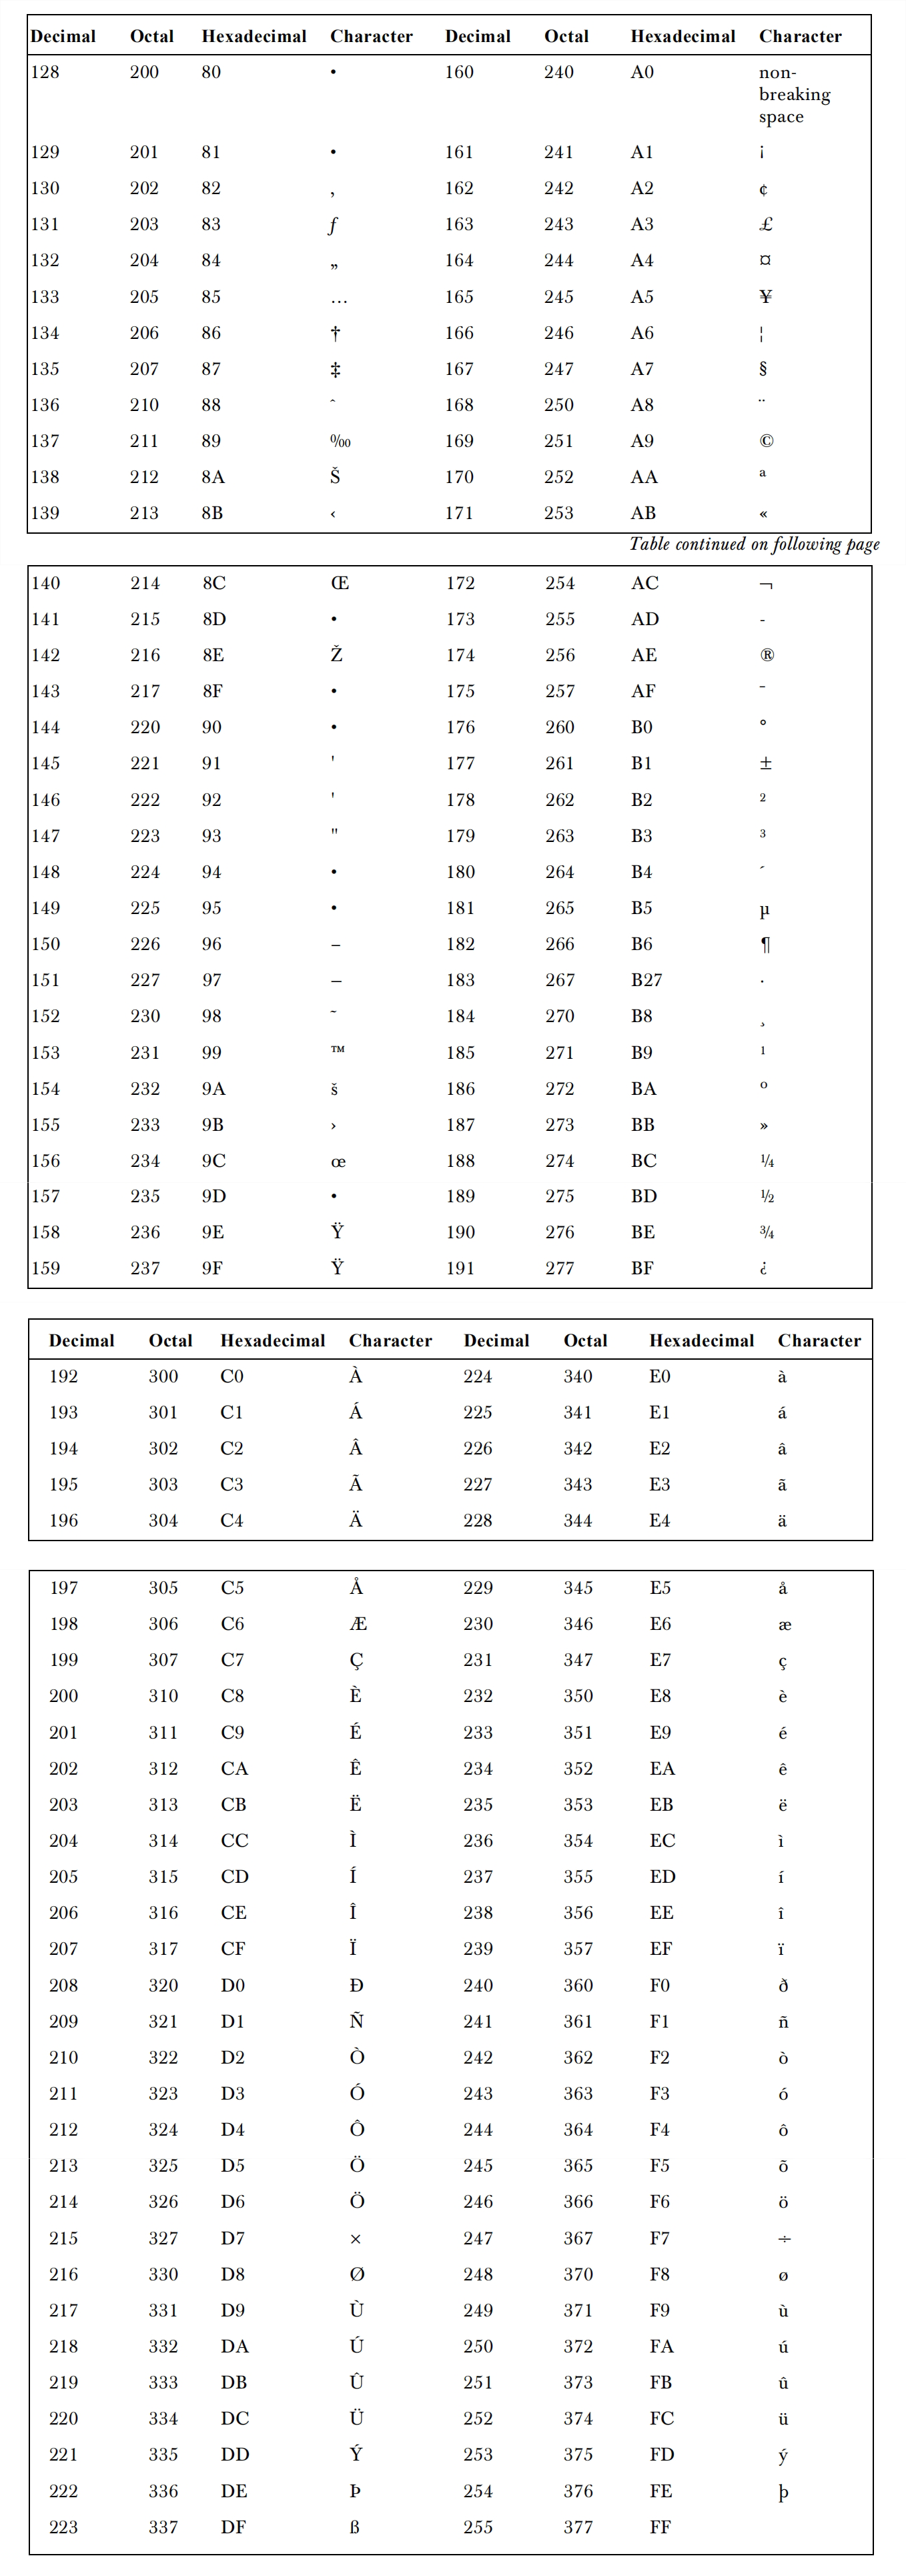 Decimal Octal Hexadecimal Character Decimal Octal Hexadecimal Character
128 200 80 • 160 240 A0 non-
breaking
space
129 201 81 • 161 241 A1 ¡
130 202 82 ‚ 162 242 A2 ¢
131 203 83 ƒ 163 243 A3 £
132 204 84 „ 164 244 A4 ¤
133 205 85 … 165 245 A5 ¥
134 206 86 † 166 246 A6 ¦
135 207 87 ‡ 167 247 A7 §
136 210 88 ˆ 168 250 A8 ¨
137 211 89 ‰ 169 251 A9 ©
138 212 8A Š 170 252 AA ª
139 213 8B ‹ 171 253 AB «
Table continued on following page
140 214 8C Œ 172 254 AC ¬
141 215 8D • 173 255 AD -
142 216 8E Ž 174 256 AE ®
143 217 8F • 175 257 AF ¯
144 220 90 • 176 260 B0 °
145 221 91 ' 177 261 B1 ±
146 222 92 ' 178 262 B2 ²
147 223 93 " 179 263 B3 ³
148 224 94 • 180 264 B4 ´
149 225 95 • 181 265 B5 µ
150 226 96 – 182 266 B6 ¶
151 227 97 – 183 267 B27 ·
152 230 98 ˜ 184 270 B8 ¸
153 231 99 ™ 185 271 B9 ¹
154 232 9A š 186 272 BA º
155 233 9B › 187 273 BB »
156 234 9C œ 188 274 BC ¼
157 235 9D • 189 275 BD ½
158 236 9E Ÿ 190 276 BE ¾
159 237 9F Ÿ 191 277 BF ¿
Decimal Octal Hexadecimal Character Decimal Octal Hexadecimal Character
192 300 C0 À 224 340 E0 à
193 301 C1 Á 225 341 E1 á
194 302 C2 Â 226 342 E2 â
195 303 C3 Ã 227 343 E3 ã
196 304 C4 Ä 228 344 E4 ä
197 305 C5 Å 229 345 E5 å
198 306 C6 Æ 230 346 E6 æ
199 307 C7 Ç 231 347 E7 ç
200 310 C8 È 232 350 E8 è
201 311 C9 É 233 351 E9 é
202 312 CA Ê 234 352 EA ê
203 313 CB Ë 235 353 EB ë
204 314 CC Ì 236 354 EC ì
205 315 CD Í 237 355 ED í
206 316 CE Î 238 356 EE î
207 317 CF Ï 239 357 EF ï
208 320 D0 Ð 240 360 F0 ð
209 321 D1 Ñ 241 361 F1 ñ
210 322 D2 Ò 242 362 F2 ò
211 323 D3 Ó 243 363 F3 ó
212 324 D4 Ô 244 364 F4 ô
213 325 D5 Ö 245 365 F5 õ
214 326 D6 Ö 246 366 F6 ö
215 327 D7 × 247 367 F7 ÷
216 330 D8 Ø 248 370 F8 ø
217 331 D9 Ù 249 371 F9 ù
218 332 DA Ú 250 372 FA ú
219 333 DB Û 251 373 FB û
220 334 DC Ü 252 374 FC ü
221 335 DD Ý 253 375 FD ý
222 336 DE Þ 254 376 FE þ
223 337 DF ß 255 377 FF